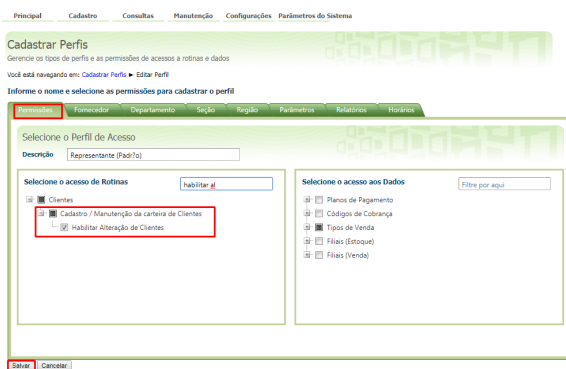 Principal Cadastro Consultas Manutenção Configurações Parâmetros do Sistema
Cadastrar Perfis
Gerencie os tipos de perfis e as permissões de acessos a rotinas e dados
Você está navegando em: Cadastrar Perfis ► Editar Perfil
Informe o nome e selecione as permissões para cadastrar o perfil
Permissões Fornecedor Departamento Seção Região Parâmetros Relatórios Horários
Selecione o Perfil de Acesso
Descrição Representante (Padr?o)
Selecione o acesso de Rotinas habilitar al
Clientes
Cadastro / Manutenção da carteira de Clientes
Habilitar Alteração de Clientes
Selecione o acesso aos Dados Filtre por aqui
Planos de Pagamento
Códigos de Cobrança
Tipos de Venda
Filiais (Estoque)
Filiais (Venda)
Salvar Cancelar